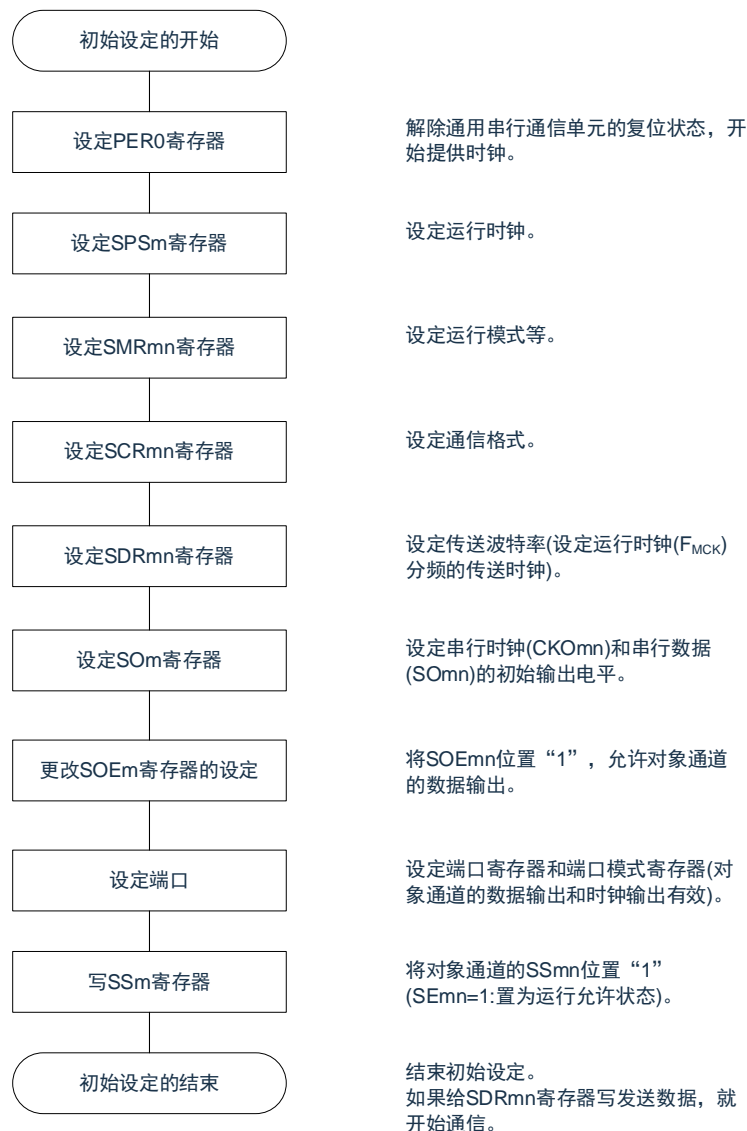 初始设定的开始
设定PER0寄存器
解除通用串行通信单元的复位状态，开
始提供时钟。
设定SPSm寄存器
设定运行时钟。
设定SMRmn寄存器
设定运行模式等。
设定SCRmn寄存器
设定通信格式。
设定SDRmn寄存器
设定传送波特率(设定运行时钟(FMCK)
分频的传送时钟)。
设定SOm寄存器
设定串行时钟(CKOmn)和串行数据
(SOmn)的初始输出电平。
更改SOEm寄存器的设定
将SOEmn位置“1”，允许对象通道
的数据输出。
设定端口
设定端口寄存器和端口模式寄存器(对
象通道的数据输出和时钟输出有效)。
写SSm寄存器
将对象通道的SSmn位置“1”
(SEmn=1:置为运行允许状态)。
初始设定的结束
结束初始设定。
如果给SDRmn寄存器写发送数据，就
开始通信。